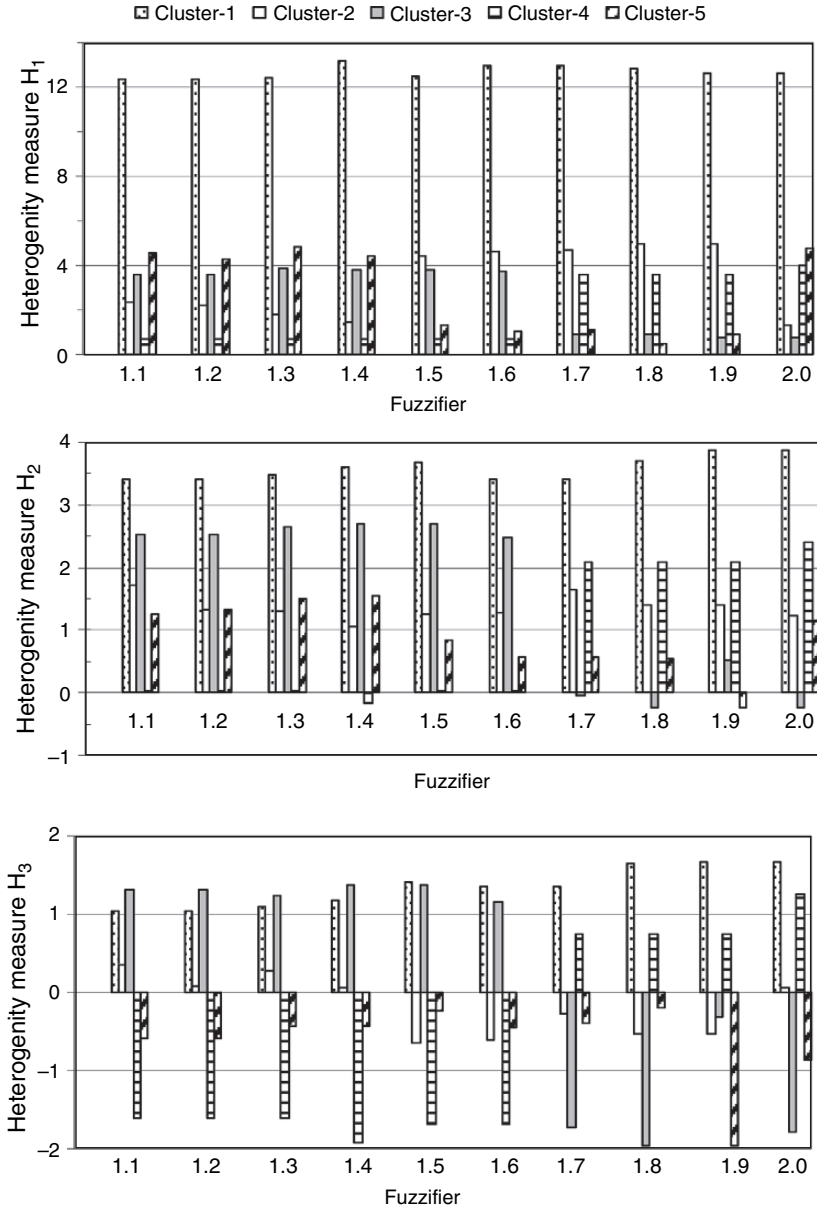 Cluster-1 Cluster-2 Cluster-3 Cluster-4 Cluster-5
Heterogenity measure H1
12
8
4
0
1.1 1.2 1.3 1.4 1.5 1.6 1.7 1.8 1.9 2.0
Fuzzifier
Heterogenity measure H2
4
3
2
1
0
–1
1.1 1.2 1.3 1.4 1.5 1.6 1.7 1.8 1.9 2.0
Fuzzifier
Heterogenity measure H3
2
1
0
–1
–2
1.1 1.2 1.3 1.4 1.5 1.6 1.7 1.8 1.9 2.0
Fuzzifier